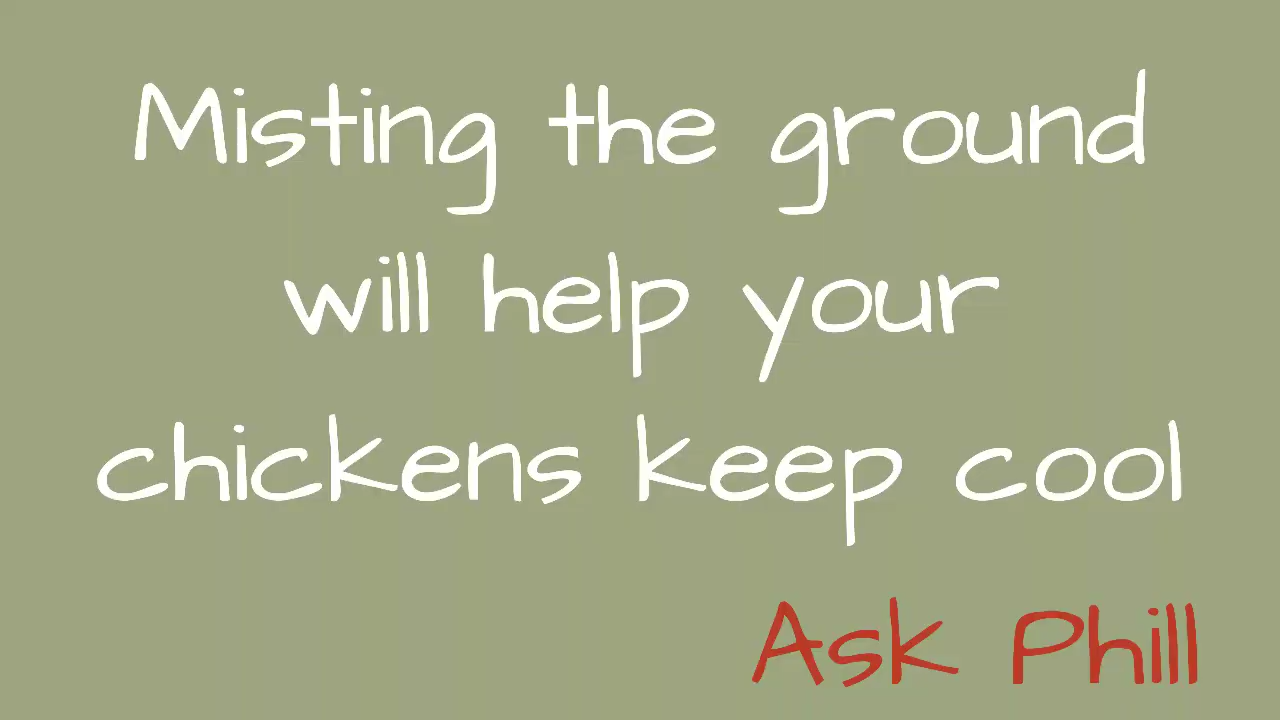 Misting the ground
will help your
chickens keep cool
Ask Phill